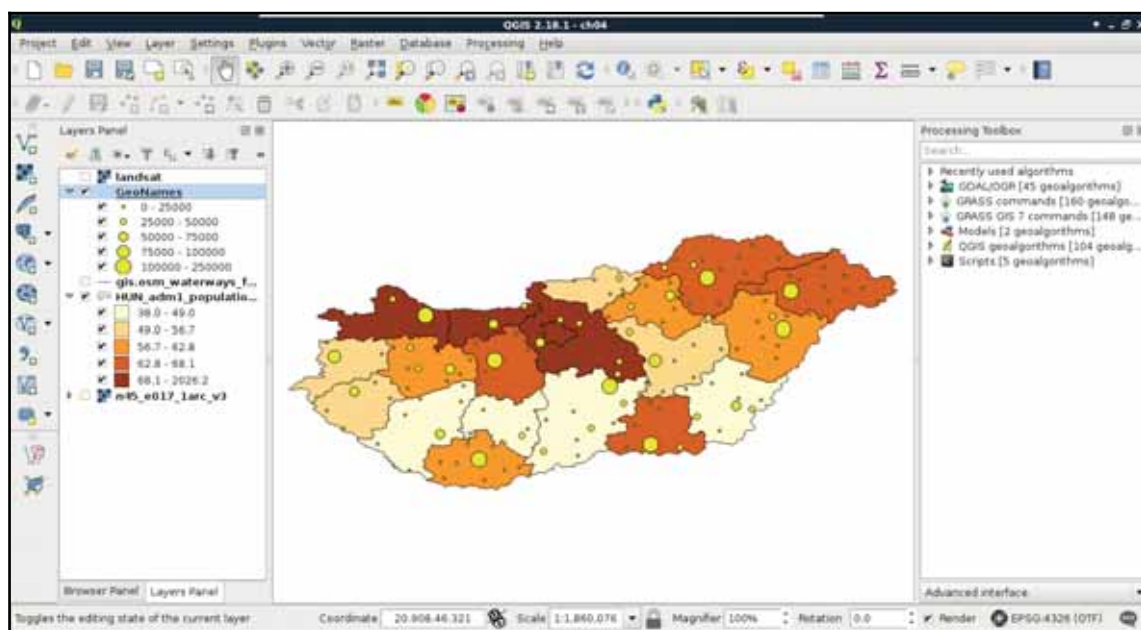 QGIS 2.18.1 - ch04
Project Edit View Layer Settings Plugins Vector Raster Database Processing Help
Layers Panel
landsat
GeoNames
0 - 25000
25000 - 50000
50000 - 75000
75000 - 100000
100000 - 250000
gis.osm_waterways_f...
HUN_adm1_populatio...
38.0 - 49.0
49.0 - 56.7
56.7 - 62.8
62.8 - 68.1
68.1 - 2026.2
n45_e017_1arc_v3
Browser Panel Layers Panel
Processing Toolbox
Search...
Recently used algorithms
GDAL/OGR [45 geoalgorithms]
GRASS commands [160 geoalgo...
GRASS GIS 7 commands [148 ge...
Models [2 geoalgorithms]
QGIS geoalgorithms [104 geoalg...
Scripts [5 geoalgorithms]
Advanced interface
Toggles the editing state of the current layer Coordinate 20.908,46.321 Scale 1:1,860,076 Magnifier 100% Rotation 0.0 Render EPSG:4326 (OTF)